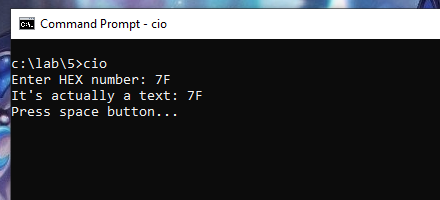 Command Prompt - cio
c:\lab\5>cio
Enter HEX number: 7F
It's actually a text: 7F
Press space button...